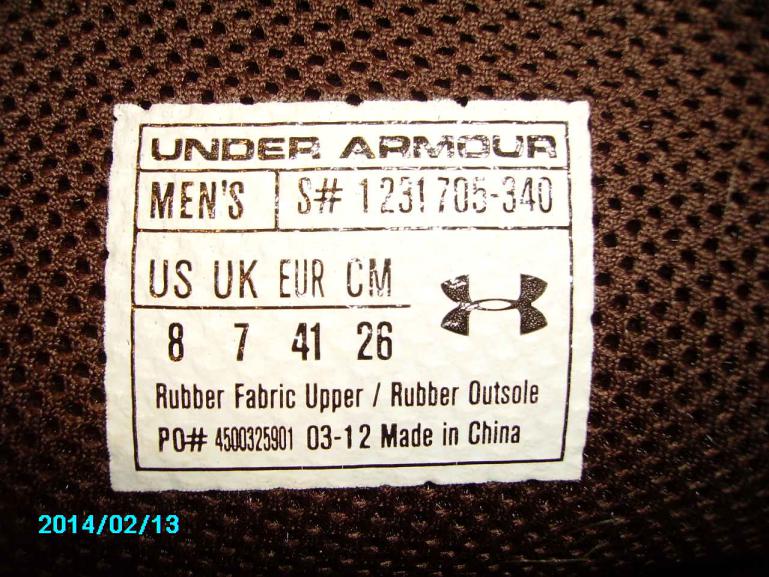 UNDER ARMOUR
MEN'S S# 1231705-340
US UK EUR CM
8 7 41 26
Rubber Fabric Upper / Rubber Outsole
PO# 4500325901 03-12 Made in China
2014/02/13